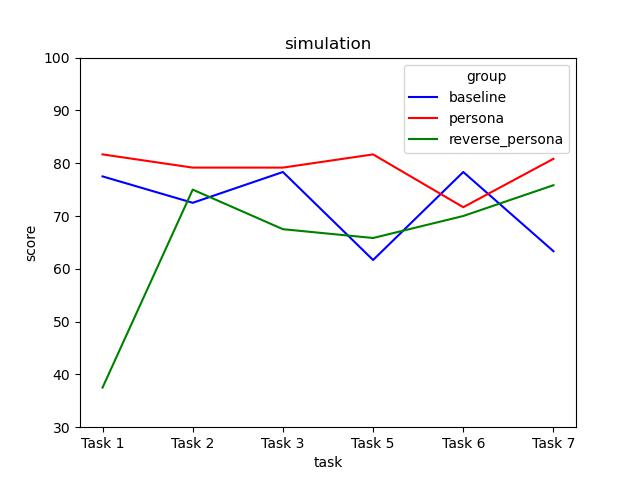 simulation
100
90
80
70
60
50
40
30
score
group
baseline
persona
reverse_persona
Task 1 Task 2 Task 3 Task 5 Task 6 Task 7
task